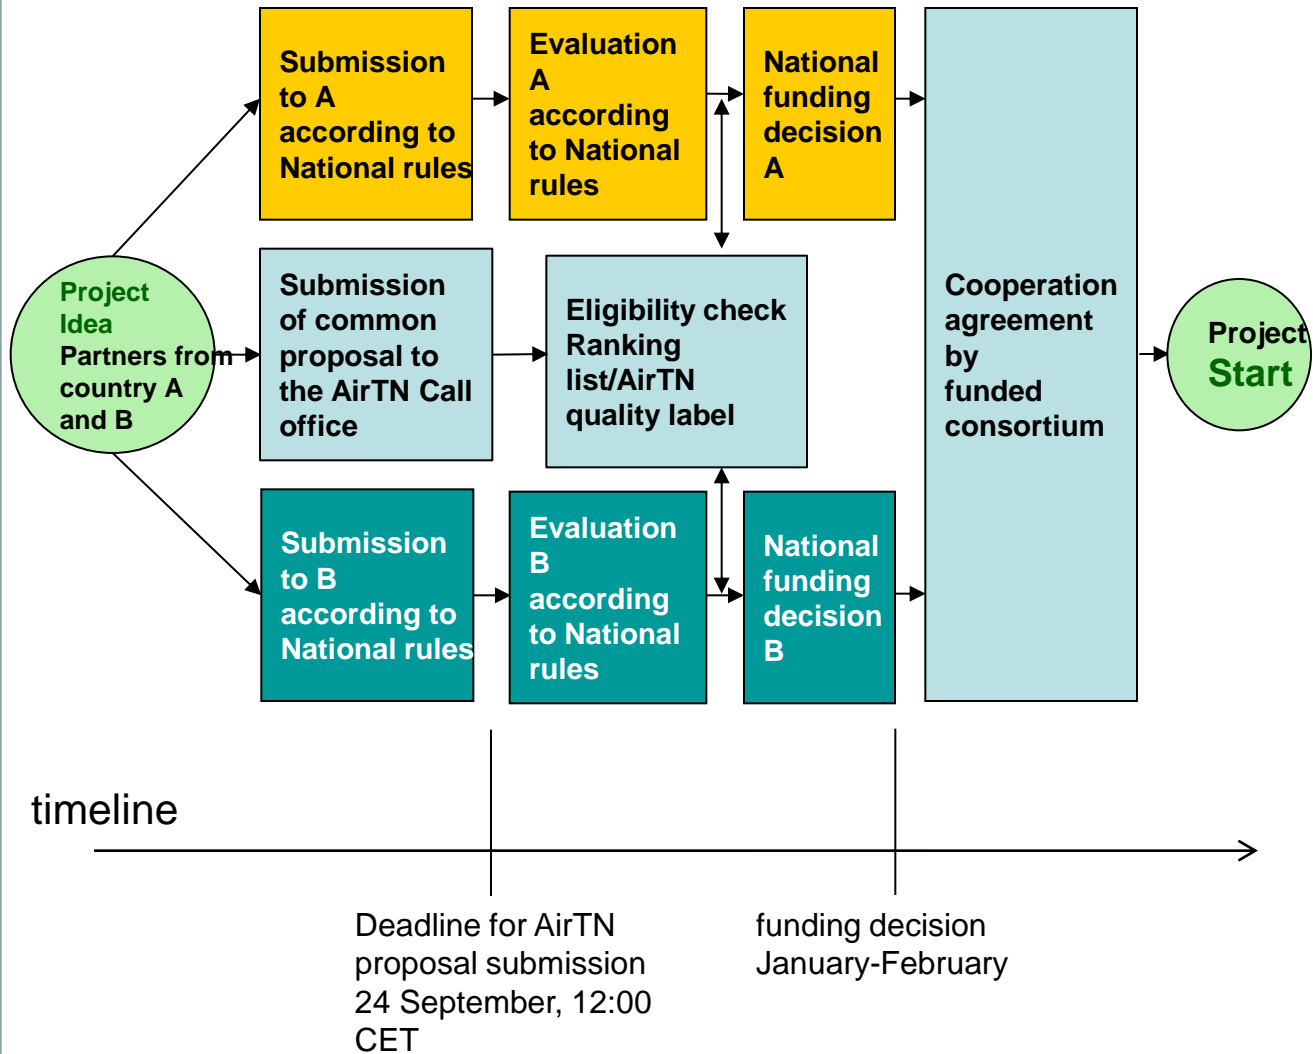 Submission
to A
according to
National rules
Evaluation
A
according
to National
rules
National
funding
decision
A
Project
Idea
Partners from
country A
and B
Submission
of common
proposal to
the AirTN Call
office
Eligibility check
Ranking
list/AirTN
quality label
Cooperation
agreement
by
funded
consortium
Project
Start
Submission
to B
according to
National rules
Evaluation
B
according
to National
rules
National
funding
decision
B
timeline
Deadline for AirTN
proposal submission
24 September, 12:00
CET
funding decision
January-February